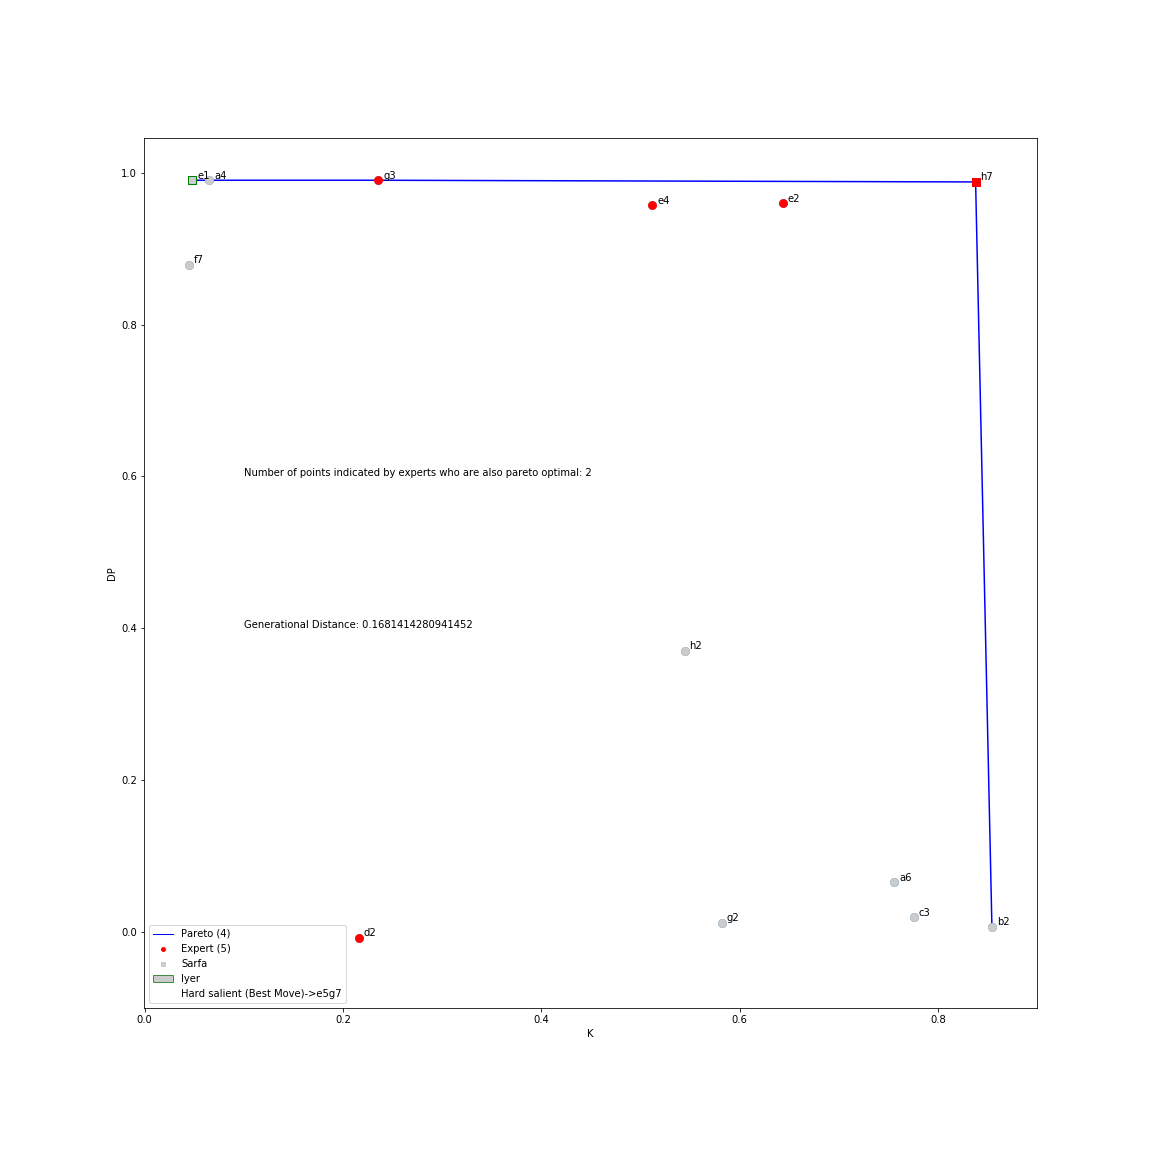 1.0
0.8
0.6
0.4
0.2
0.0
DP
e1 a4 g3 h7
e4 e2
f7
Number of points indicated by experts who are also pareto optimal: 2
Generational Distance: 0.1681414280941452
h2
a6
c3
g2
b2
d2
Pareto (4)
Expert (5)
Sarfa
Iyer
Hard salient (Best Move)->e5g7
0.0 0.2 0.4 0.6 0.8
K